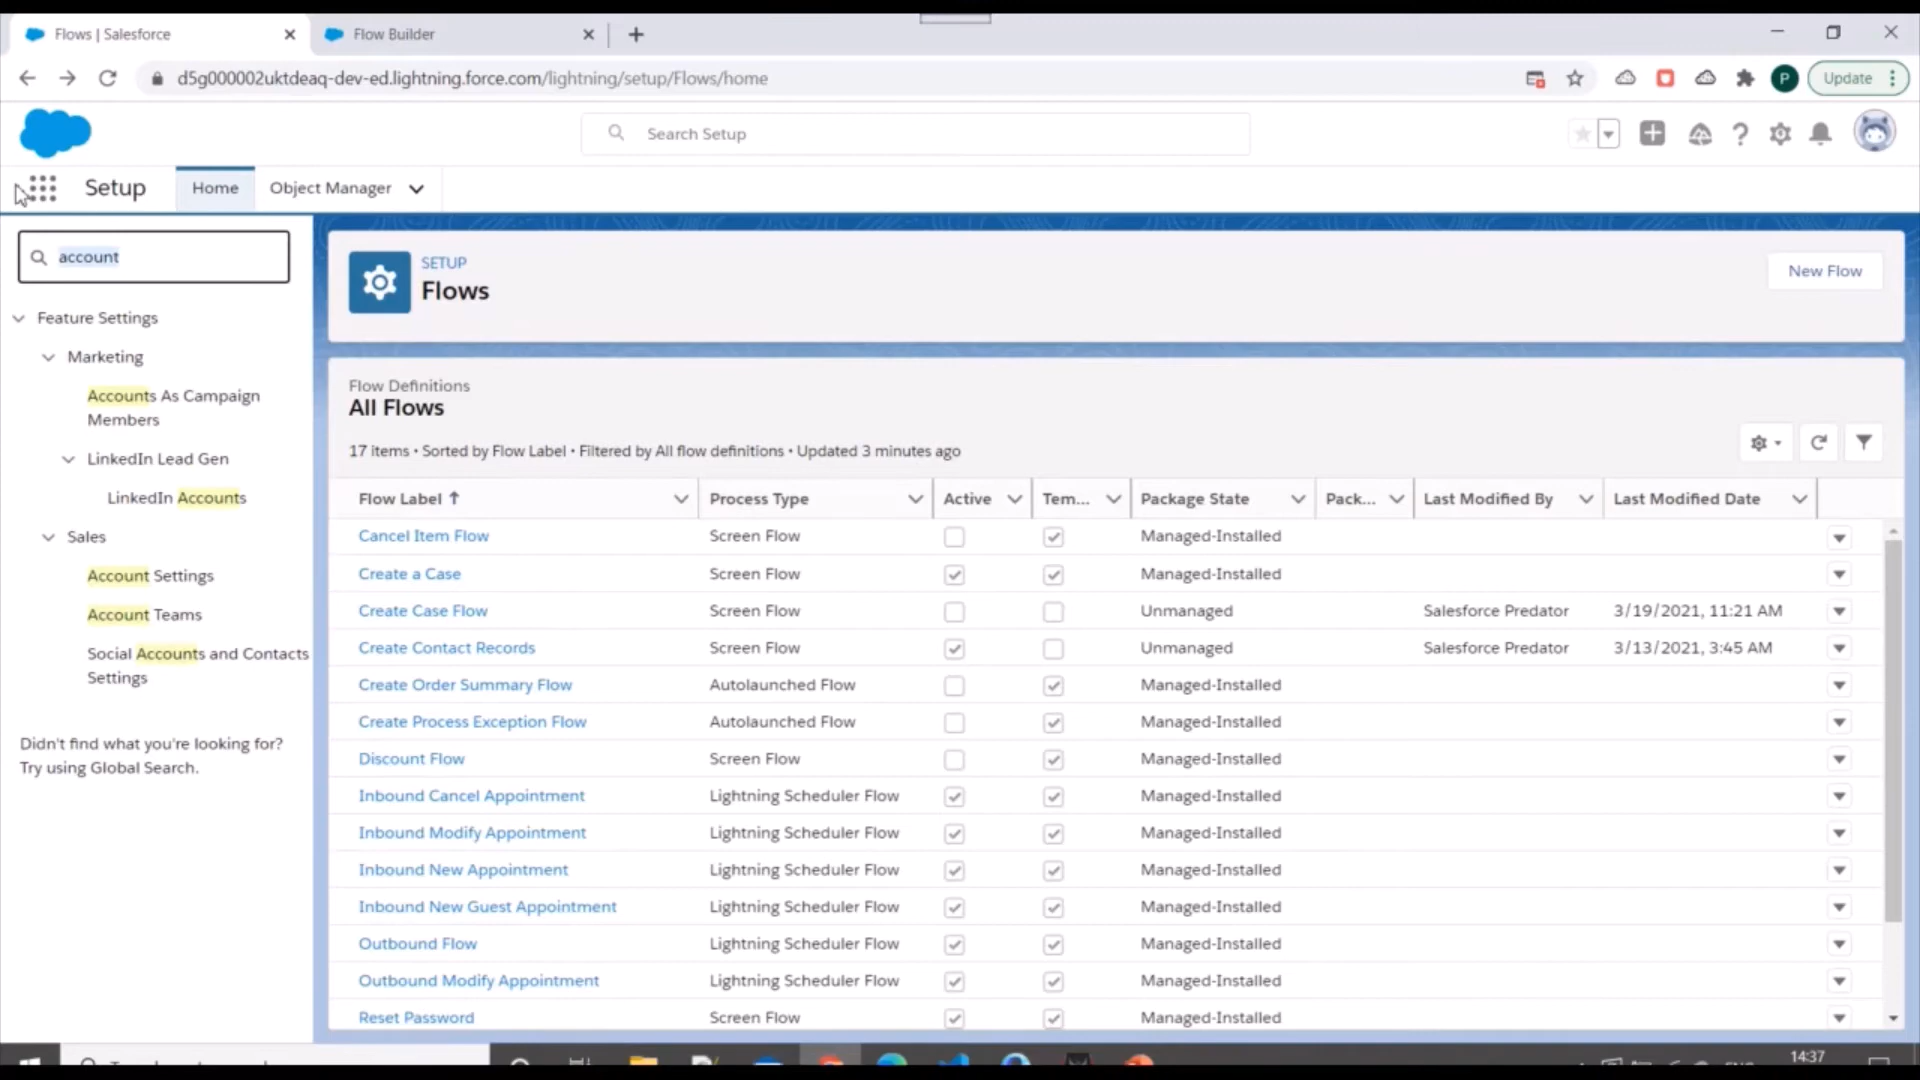 Flows | Salesforce
Flow Builder
d5g000002uktdeaq-dev-ed.lightning.force.com/lightning/setup/Flows/home
P
Update
Search Setup
Setup
Home
Object Manager
account
Feature Settings
Marketing
Accounts As Campaign
Members
LinkedIn Lead Gen
LinkedIn Accounts
Sales
Account Settings
Account Teams
Social Accounts and Contacts
Settings
Didn't find what you're looking for?
Try using Global Search.
SETUP
Flows
New Flow
Flow Definitions
All Flows
17 items • Sorted by Flow Label • Filtered by All flow definitions • Updated 3 minutes ago
Flow Label ↑ Process Type Active Tem... Package State Pack... Last Modified By Last Modified Date
Cancel Item Flow Screen Flow Managed-Installed
Create a Case Screen Flow Managed-Installed
Create Case Flow Screen Flow Unmanaged Salesforce Predator 3/19/2021, 11:21 AM
Create Contact Records Screen Flow Unmanaged Salesforce Predator 3/13/2021, 3:45 AM
Create Order Summary Flow Autolaunched Flow Managed-Installed
Create Process Exception Flow Autolaunched Flow Managed-Installed
Discount Flow Screen Flow Managed-Installed
Inbound Cancel Appointment Lightning Scheduler Flow Managed-Installed
Inbound Modify Appointment Lightning Scheduler Flow Managed-Installed
Inbound New Appointment Lightning Scheduler Flow Managed-Installed
Inbound New Guest Appointment Lightning Scheduler Flow Managed-Installed
Outbound Flow Lightning Scheduler Flow Managed-Installed
Outbound Modify Appointment Lightning Scheduler Flow Managed-Installed
Reset Password Screen Flow Managed-Installed
14:37